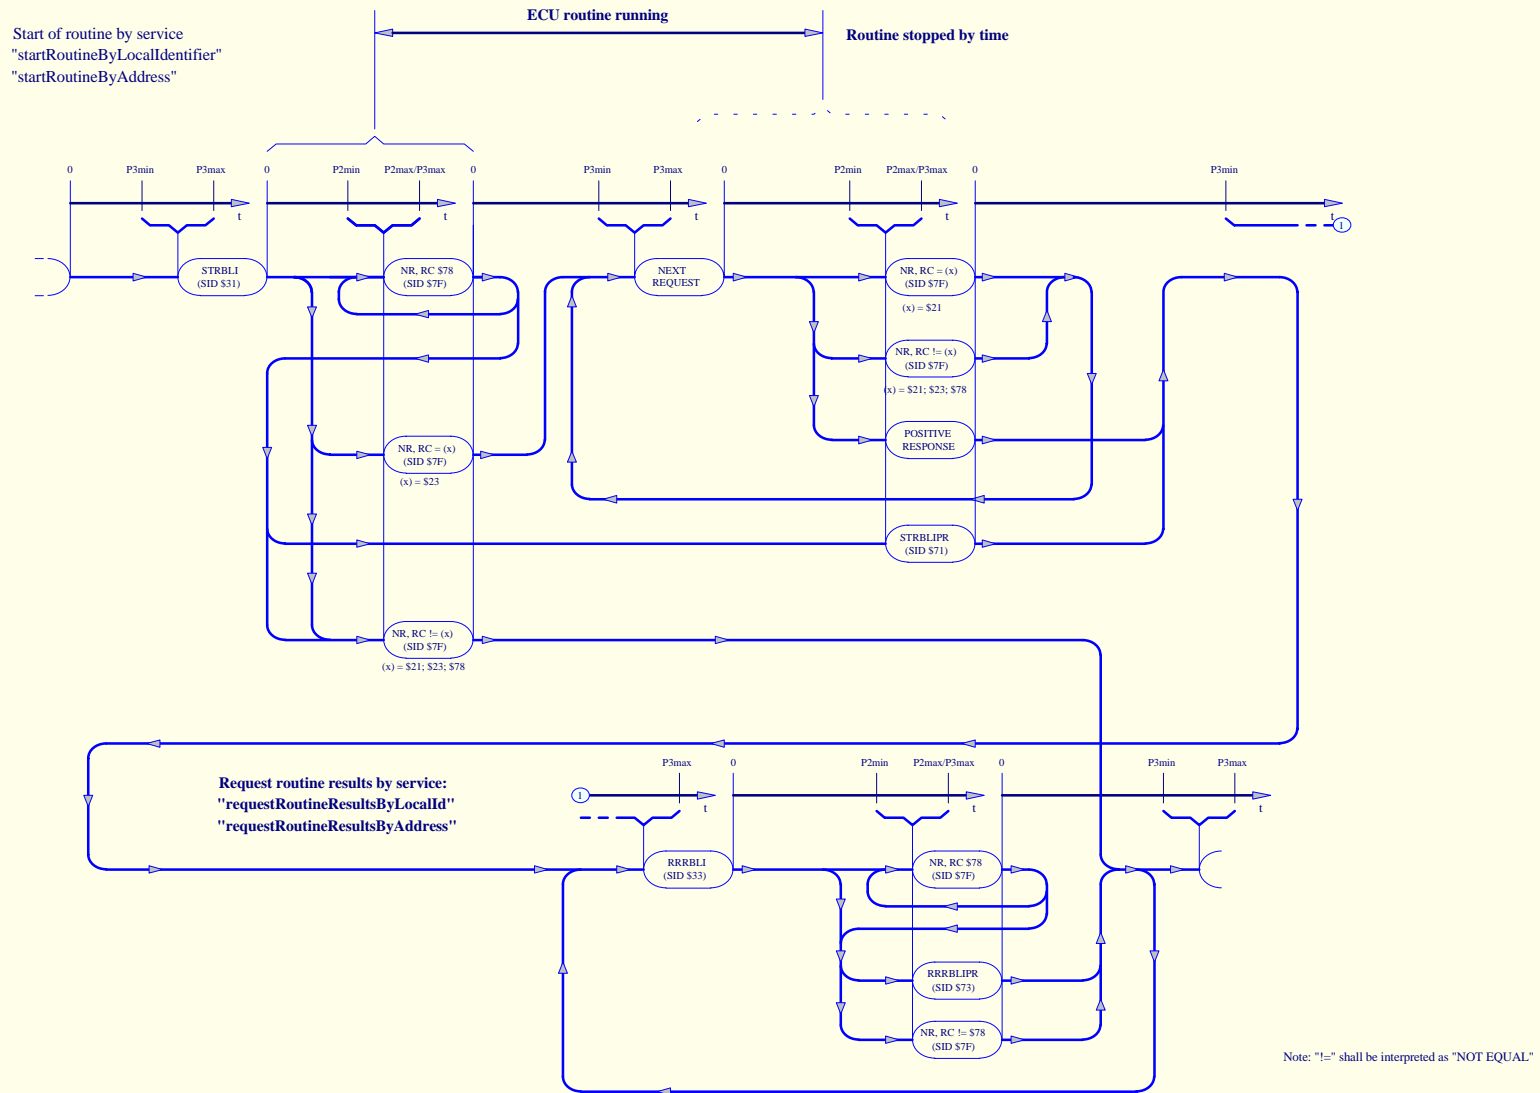 ECU routine running
Start of routine by service
"startRoutineByLocalIdentifier"
"startRoutineByAddress"
Routine stopped by time
0 P3min P3max 0 P2min P2max/P3max 0 P3min P3max 0 P2min P2max/P3max 0 P3min
t t t t t
1
STRBLI
(SID $31)
NR, RC $78
(SID $7F)
NEXT
REQUEST
NR, RC = (x)
(SID $7F)
(x) = $21
NR, RC != (x)
(SID $7F)
(x) = $21; $23; $78
NR, RC = (x)
(SID $7F)
(x) = $23
POSITIVE
RESPONSE
STRBLIPR
(SID $71)
NR, RC != (x)
(SID $7F)
(x) = $21; $23; $78
Request routine results by service:
"requestRoutineResultsByLocalId"
"requestRoutineResultsByAddress"
P3max 0 P2min P2max/P3max 0 P3min P3max
1
t t t
RRRBLI
(SID $33)
NR, RC $78
(SID $7F)
RRRBLIPR
(SID $73)
NR, RC != $78
(SID $7F)
Note: "!=" shall be interpreted as "NOT EQUAL"